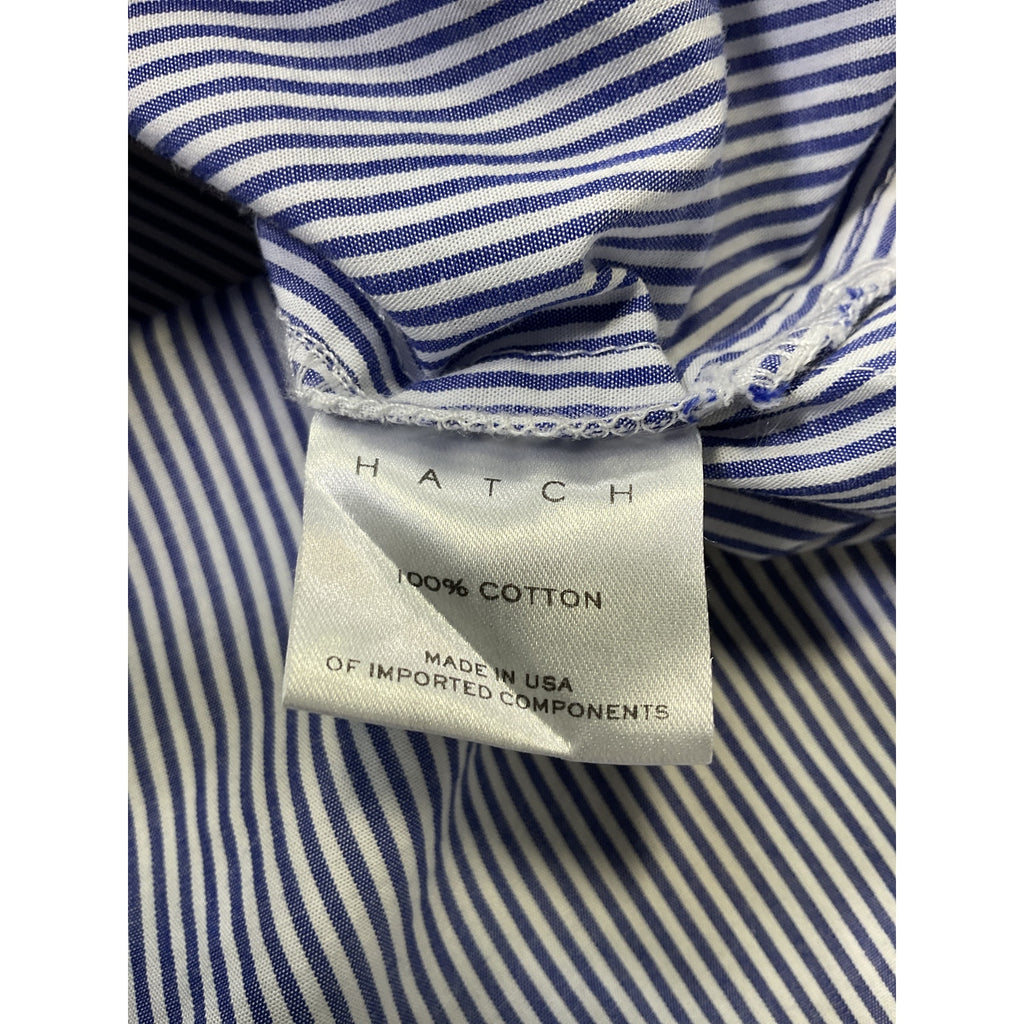 HATCH
100% COTTON
MADE IN USA
OF IMPORTED COMPONENTS